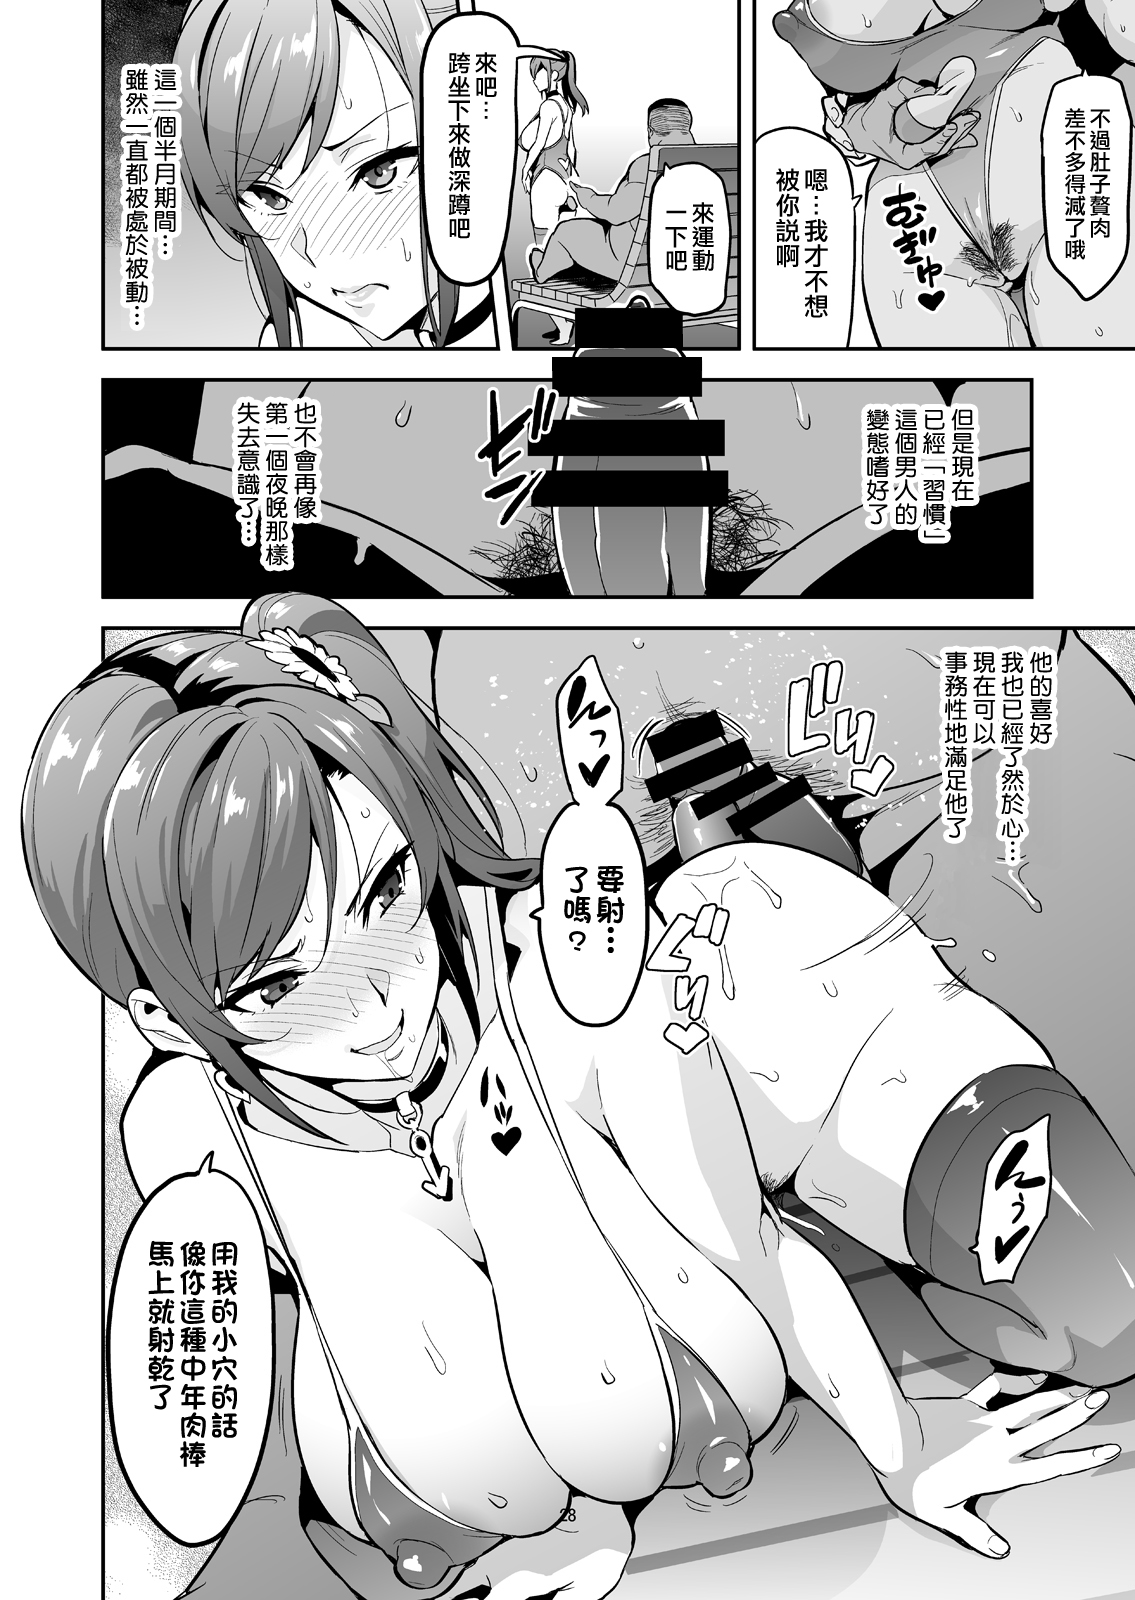 不過肚子贅肉
差不多得減了哦
嗯…我才不想
被你説啊
むぎゅ♥
來運動
一下吧
來吧…
跨坐下來做深蹲吧
這一個半月期間…
雖然一直都被處於被動…
但是現在
已經「習慣」
這個男人的
變態嗜好了
也不會再像
第一個夜晚那樣
失去意識了…
他的喜好
我也已經了然於心…
現在可以
事務性地滿足他了
んっ
要射…
了嗎？
んぅ♥
用我的小穴的話
像你這種中年肉棒
馬上就射乾了
28